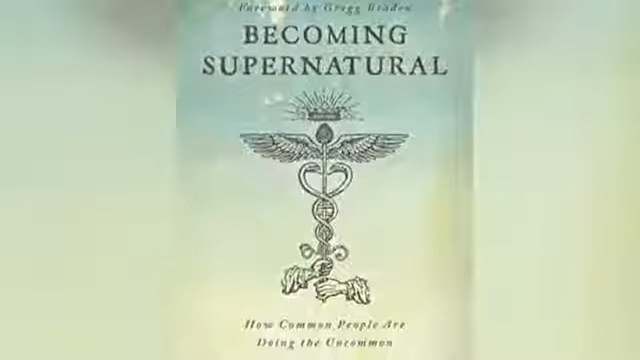 Foreword by Gregg Braden
BECOMING
SUPERNATURAL
How Common People Are
Doing the Uncommon